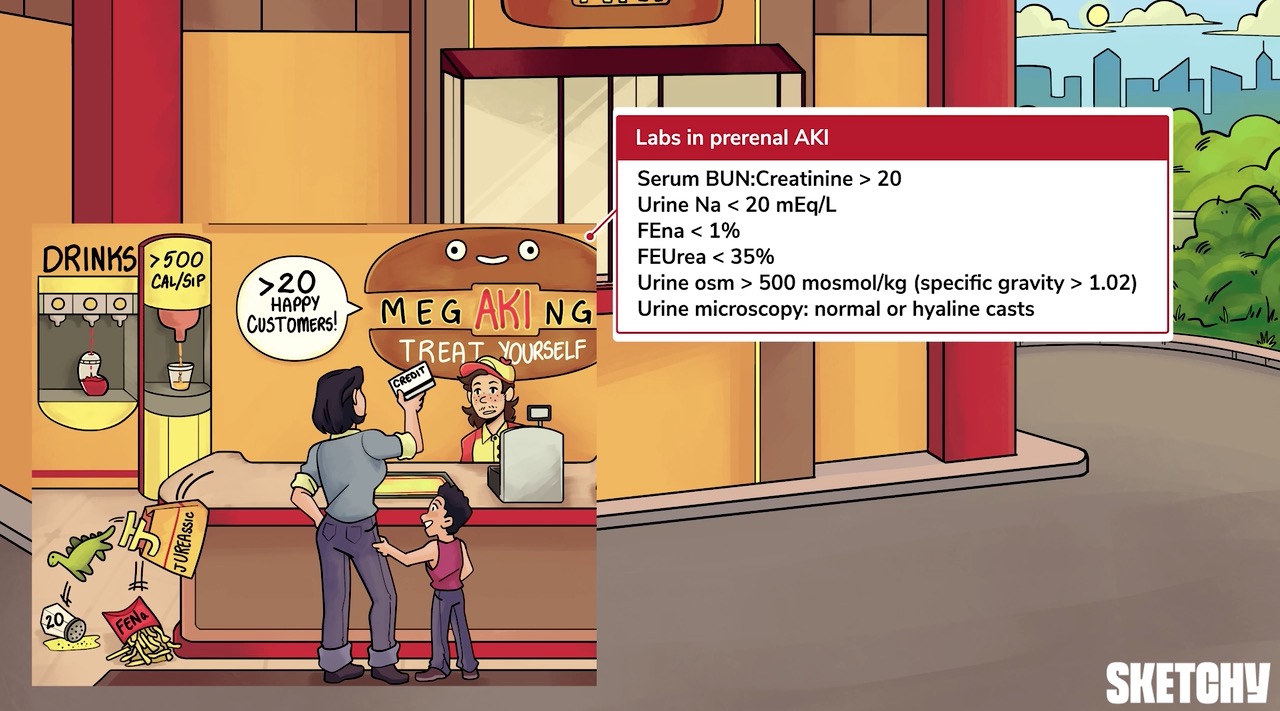 Labs in prerenal AKI
Serum BUN:Creatinine > 20
Urine Na < 20 mEq/L
FEna < 1%
FEUrea < 35%
Urine osm > 500 mosmol/kg (specific gravity > 1.02)
Urine microscopy: normal or hyaline casts
DRINKS
>500
CAL/SIP
>20
HAPPY
CUSTOMERS!
MEGAKING
TREAT YOURSELF
CREDIT
JUREASSIC
20
FENa
SKETCHY